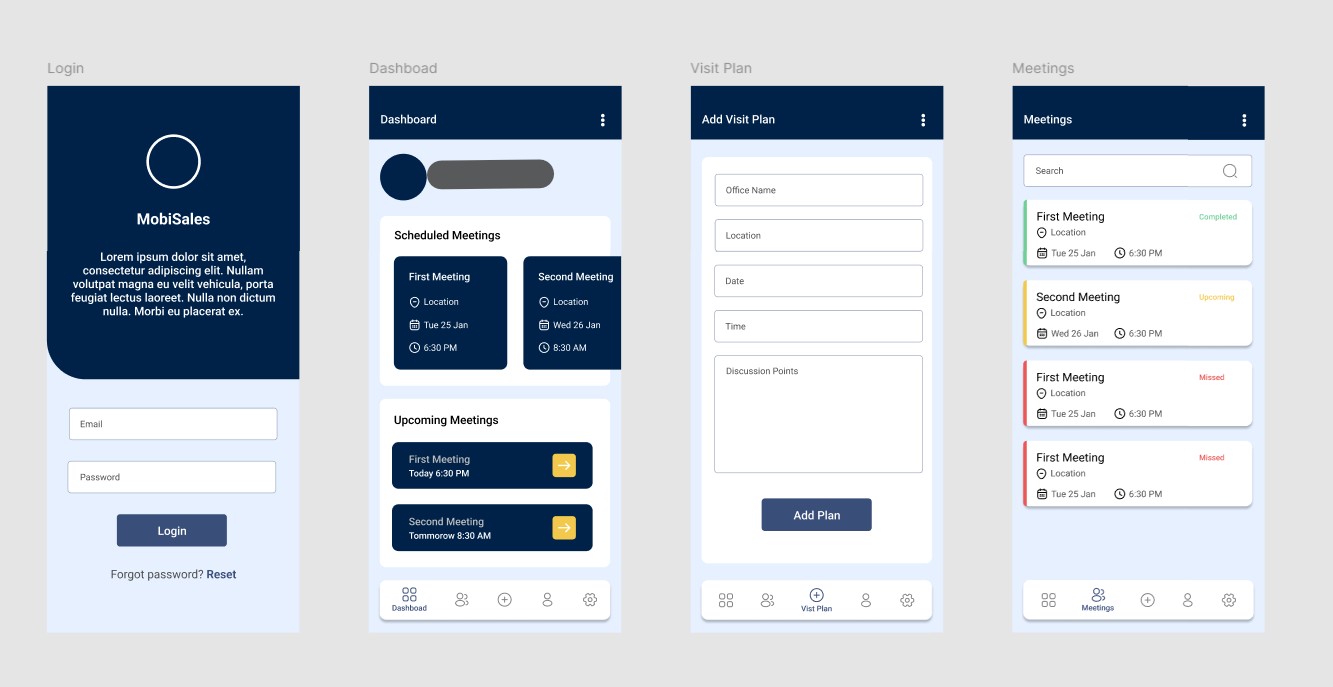 Login
MobiSales
Lorem ipsum dolor sit amet,
consectetur adipiscing elit. Nullam
volutpat magna eu velit vehicula, porta
feugiat lectus laoreet. Nulla non dictum
nulla. Morbi eu placerat ex.
Email
Password
Login
Forgot password? Reset
Dashboad
Dashboard
Scheduled Meetings
First Meeting
Location
Tue 25 Jan
6:30 PM
Second Meeting
Location
Wed 26 Jan
8:30 AM
Upcoming Meetings
First Meeting
Today 6:30 PM
Second Meeting
Tommorow 8:30 AM
Dashboad
Visit Plan
Add Visit Plan
Office Name
Location
Date
Time
Discussion Points
Add Plan
Vist Plan
Meetings
Meetings
Search
First Meeting
Completed
Location
Tue 25 Jan
6:30 PM
Second Meeting
Upcoming
Location
Wed 26 Jan
6:30 PM
First Meeting
Missed
Location
Tue 25 Jan
6:30 PM
First Meeting
Missed
Location
Tue 25 Jan
6:30 PM
Meetings